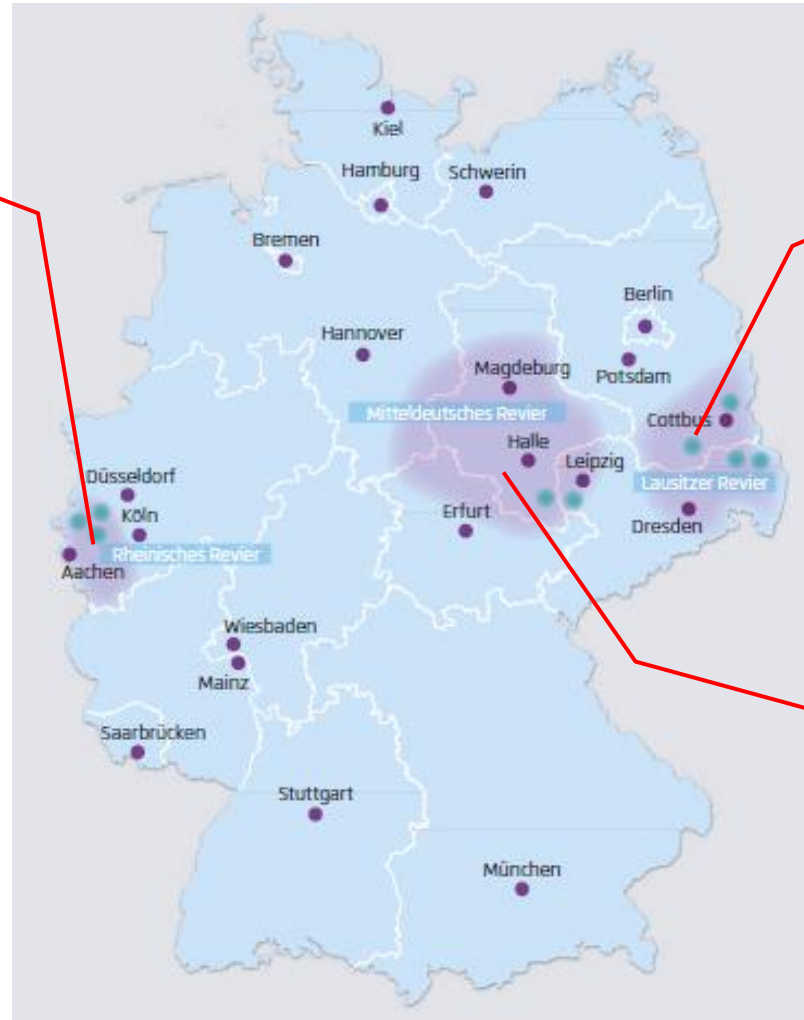 Kiel
Hamburg
Schwerin
Bremen
Berlin
Hannover
Potsdam
Magdeburg
Mitteldeutsches Revier
Cottbus
Halle
Leipzig
Düsseldorf
Lausitzer Revier
Köln
Erfurt
Dresden
Rheinisches Revier
Aachen
Wiesbaden
Mainz
Saarbrücken
Stuttgart
München